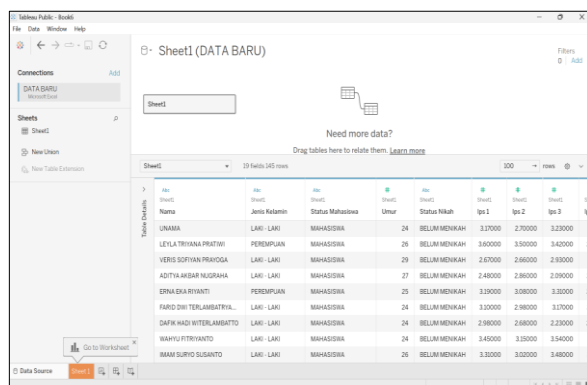 Tableau Public - Book6
File Data Window Help
Connections Add
DATA BARU
Microsoft Excel
Sheets
Sheet1
New Union
New Table Extension
Sheet1 (DATA BARU)
Filters
0 Add
Sheet1
Need more data?
Drag tables here to relate them. Learn more
Sheet1 19 fields 145 rows 100 rows
Table Details
Abc Abc Abc # Abc # # #
Sheet1 Sheet1 Sheet1 Sheet1 Sheet1 Sheet1 Sheet1 Sheet1
Nama Jenis Kelamin Status Mahasiswa Umur Status Nikah Ips 1 Ips 2 Ips 3
UNAMA LAKI - LAKI MAHASISWA 24 BELUM MENIKAH 3.17000 2.70000 3.23000
LEYLA TRIYANA PRATIWI PEREMPUAN MAHASISWA 26 BELUM MENIKAH 3.60000 3.50000 3.42000
VERIS SOFIYAN PRAYOGA LAKI - LAKI MAHASISWA 29 BELUM MENIKAH 2.67000 2.66000 2.93000
ADITYA AKBAR NUGRAHA LAKI - LAKI MAHASISWA 27 BELUM MENIKAH 2.48000 2.86000 2.09000
ERNA EKA RIYANTI PEREMPUAN MAHASISWA 25 BELUM MENIKAH 3.19000 3.08000 3.31000
FARID DWI TERLAMBATRYA... LAKI - LAKI MAHASISWA 24 BELUM MENIKAH 3.10000 2.98000 3.17000
DAFIK HADI WITERLAMBATTO LAKI - LAKI MAHASISWA 24 BELUM MENIKAH 2.98000 2.68000 2.23000
WAHYU FITRIYANTO LAKI - LAKI MAHASISWA 24 BELUM MENIKAH 3.45000 3.15000 3.54000
IMAM SURYO SUSANTO LAKI - LAKI MAHASISWA 26 BELUM MENIKAH 3.31000 3.02000 3.48000
Go to Worksheet
Data Source Sheet 1